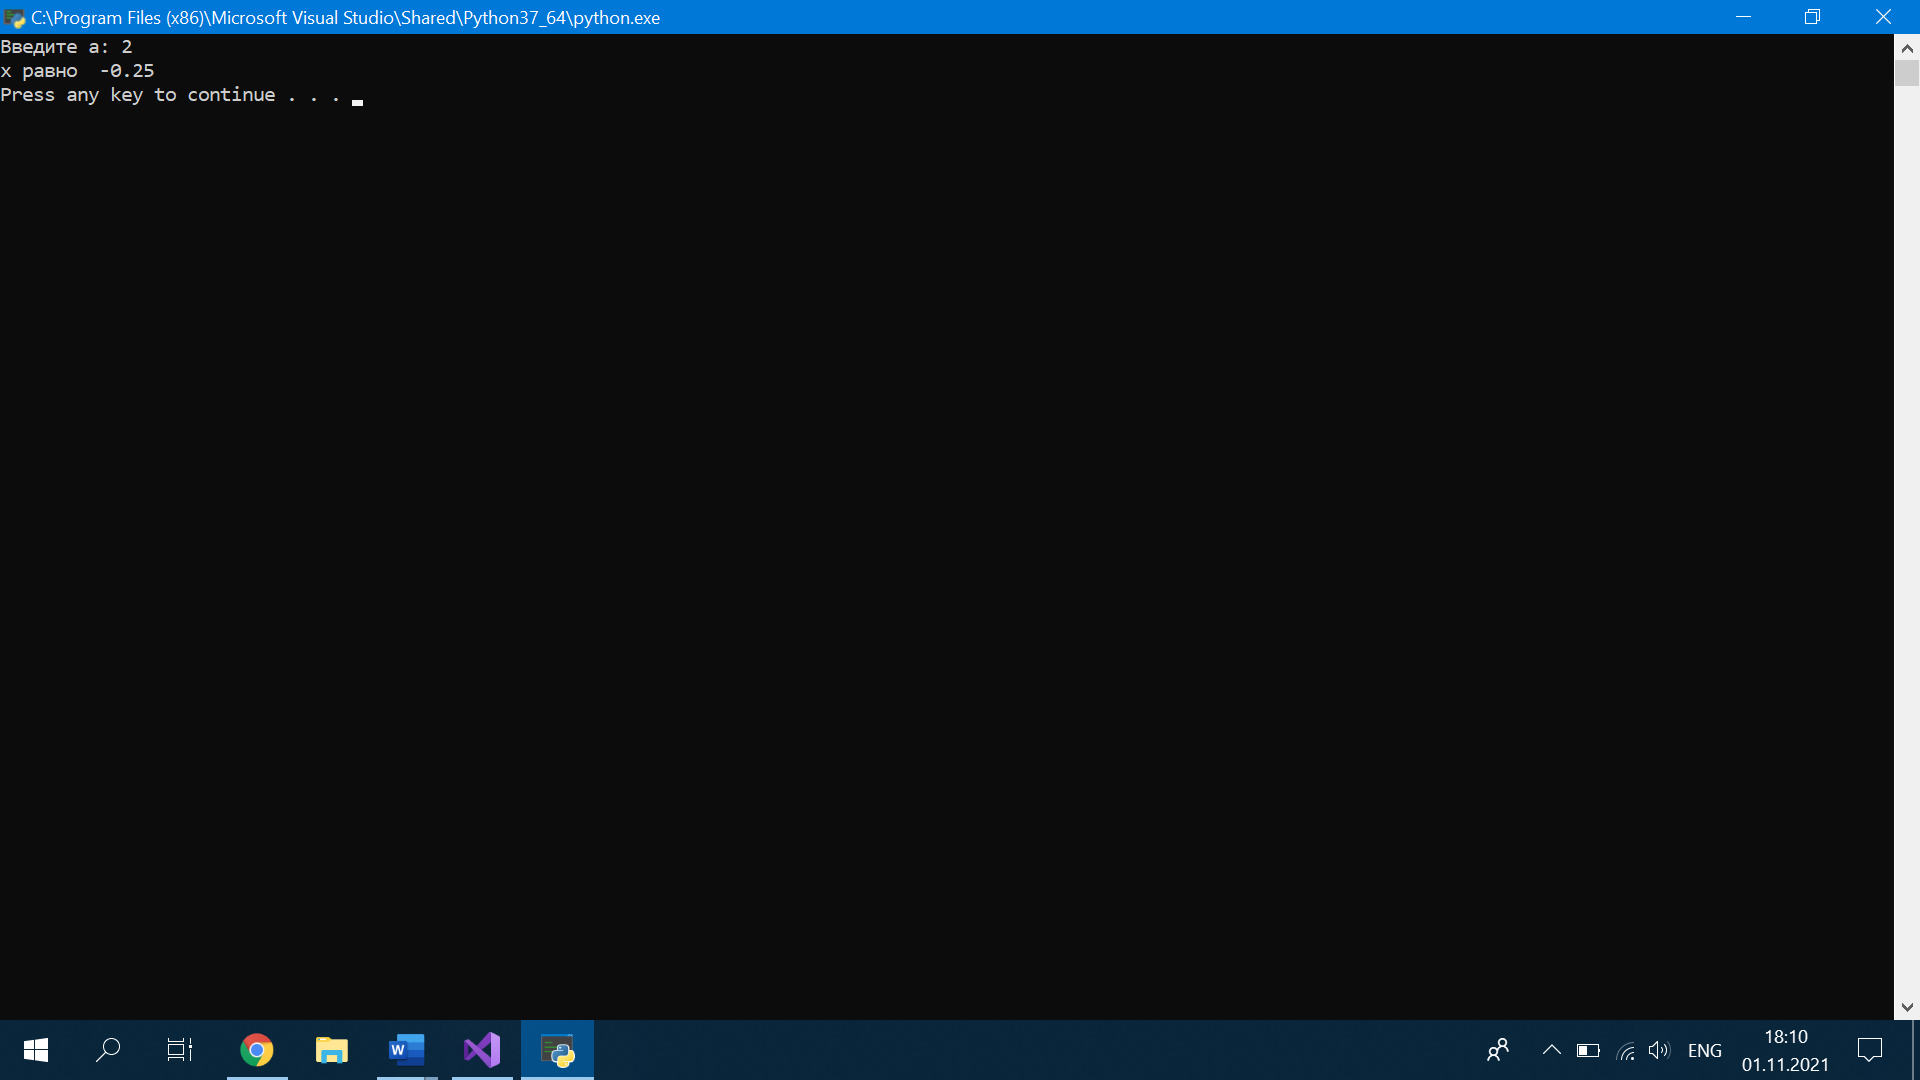 C:\Program Files (x86)\Microsoft Visual Studio\Shared\Python37_64\python.exe
Введите а: 2
х равно  -0.25
Press any key to continue . . .
W
ENG
18:10
01.11.2021